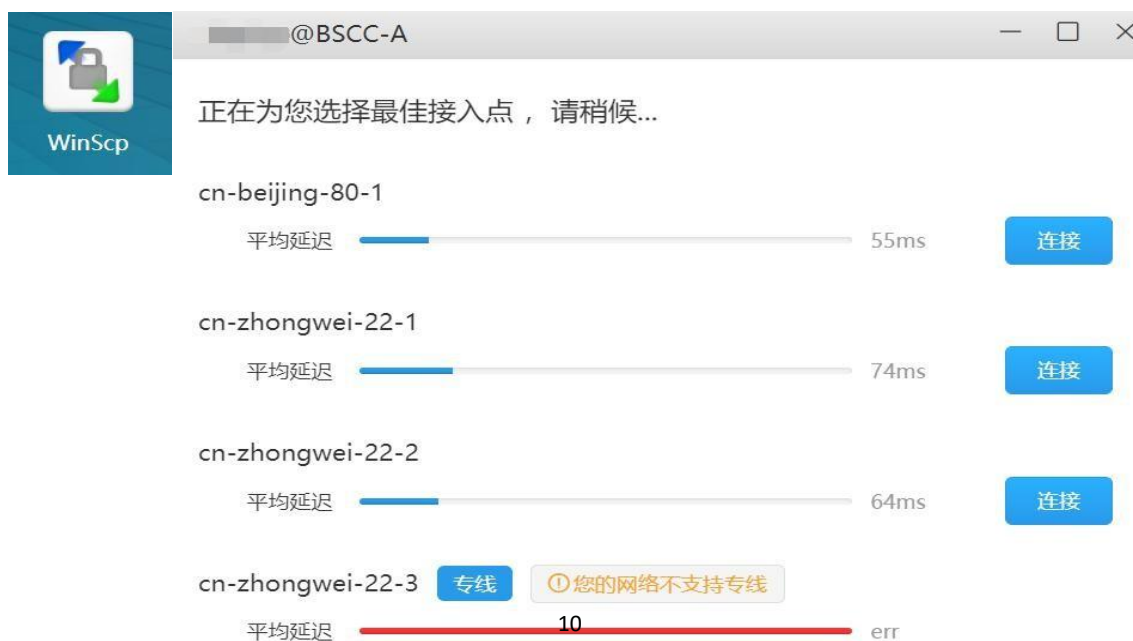 WinScp
@BSCC-A
正在为您选择最佳接入点，请稍候...
cn-beijing-80-1
平均延迟 55ms 连接
cn-zhongwei-22-1
平均延迟 74ms 连接
cn-zhongwei-22-2
平均延迟 64ms 连接
cn-zhongwei-22-3 专线 您的网络不支持专线
平均延迟 10 err